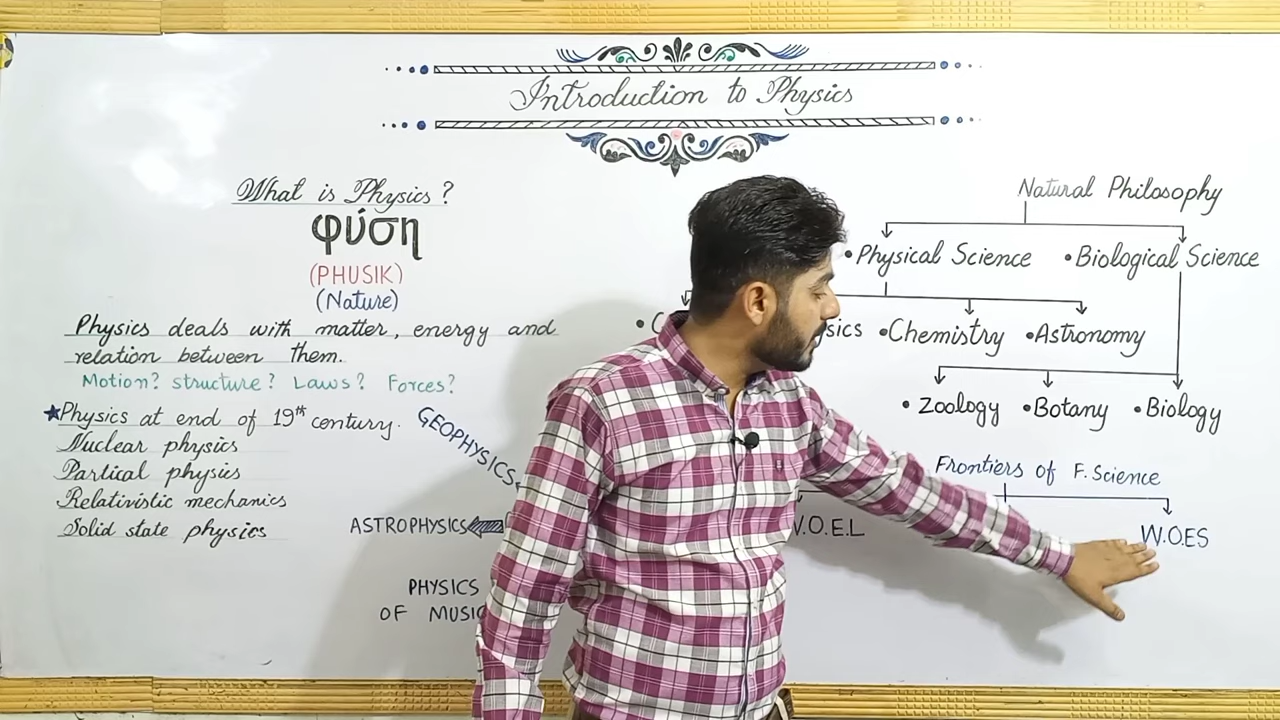 Introduction to Physics
What is Physics?
φύση
(PHUSIK)
(Nature)
Physics deals with matter, energy and
relation between them.
Motion? structure? Laws? Forces?
★Physics at end of 19th century.
Nuclear physics
Partical physis
Relativistic mechanics
Solid state physics
GEOPHYSICS
ASTROPHYSICS
PHYSICS
OF MUSIC
Natural Philosophy
•Physical Science •Biological Science
•Chemistry •Astronomy
•Zoology •Botany •Biology
Frontiers of F. Science
W.O.E.L W.O.ES